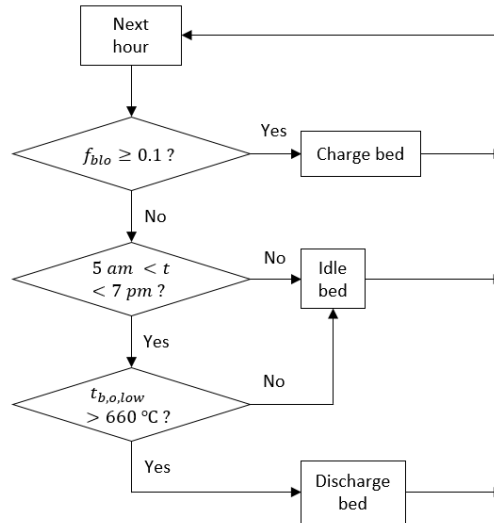 Next
hour
Yes
f_blo ≥ 0.1 ?
Charge bed
No
No
5 am < t
< 7 pm ?
Idle
bed
Yes
No
t_b,o,low
> 660 °C ?
Yes
Discharge
bed